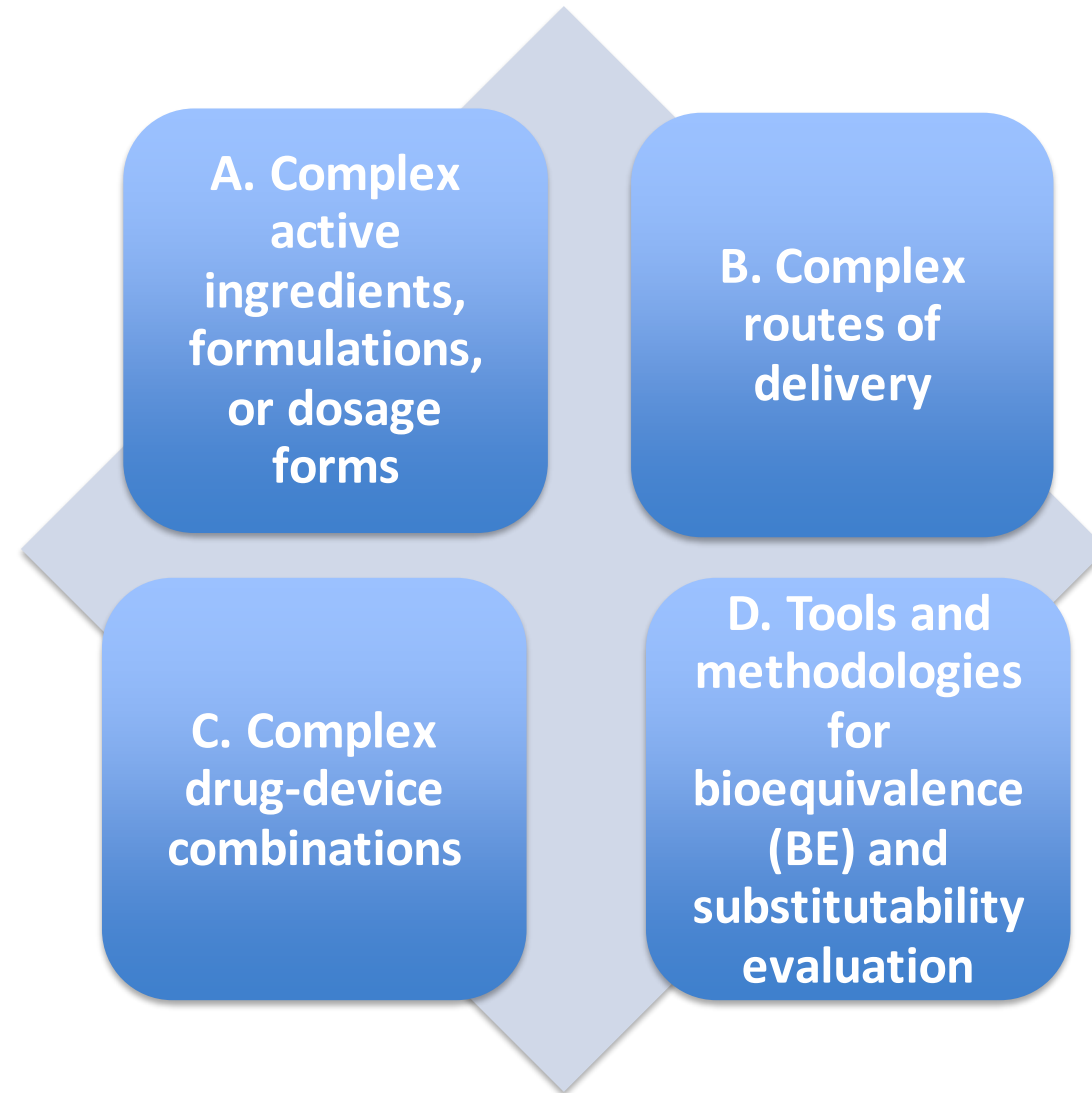 A. Complex
active
ingredients,
formulations,
or dosage
forms
B. Complex
routes of
delivery
C. Complex
drug-device
combinations
D. Tools and
methodologies
for
bioequivalence
(BE) and
substitutability
evaluation